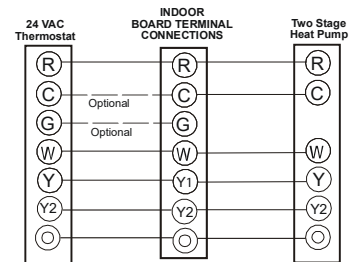 24 VAC
Thermostat
INDOOR
BOARD TERMINAL
CONNECTIONS
Two Stage
Heat Pump
R R R
C Optional C C
G Optional G
W W W
Y Y1 Y
Y2 Y2 Y2
O O O